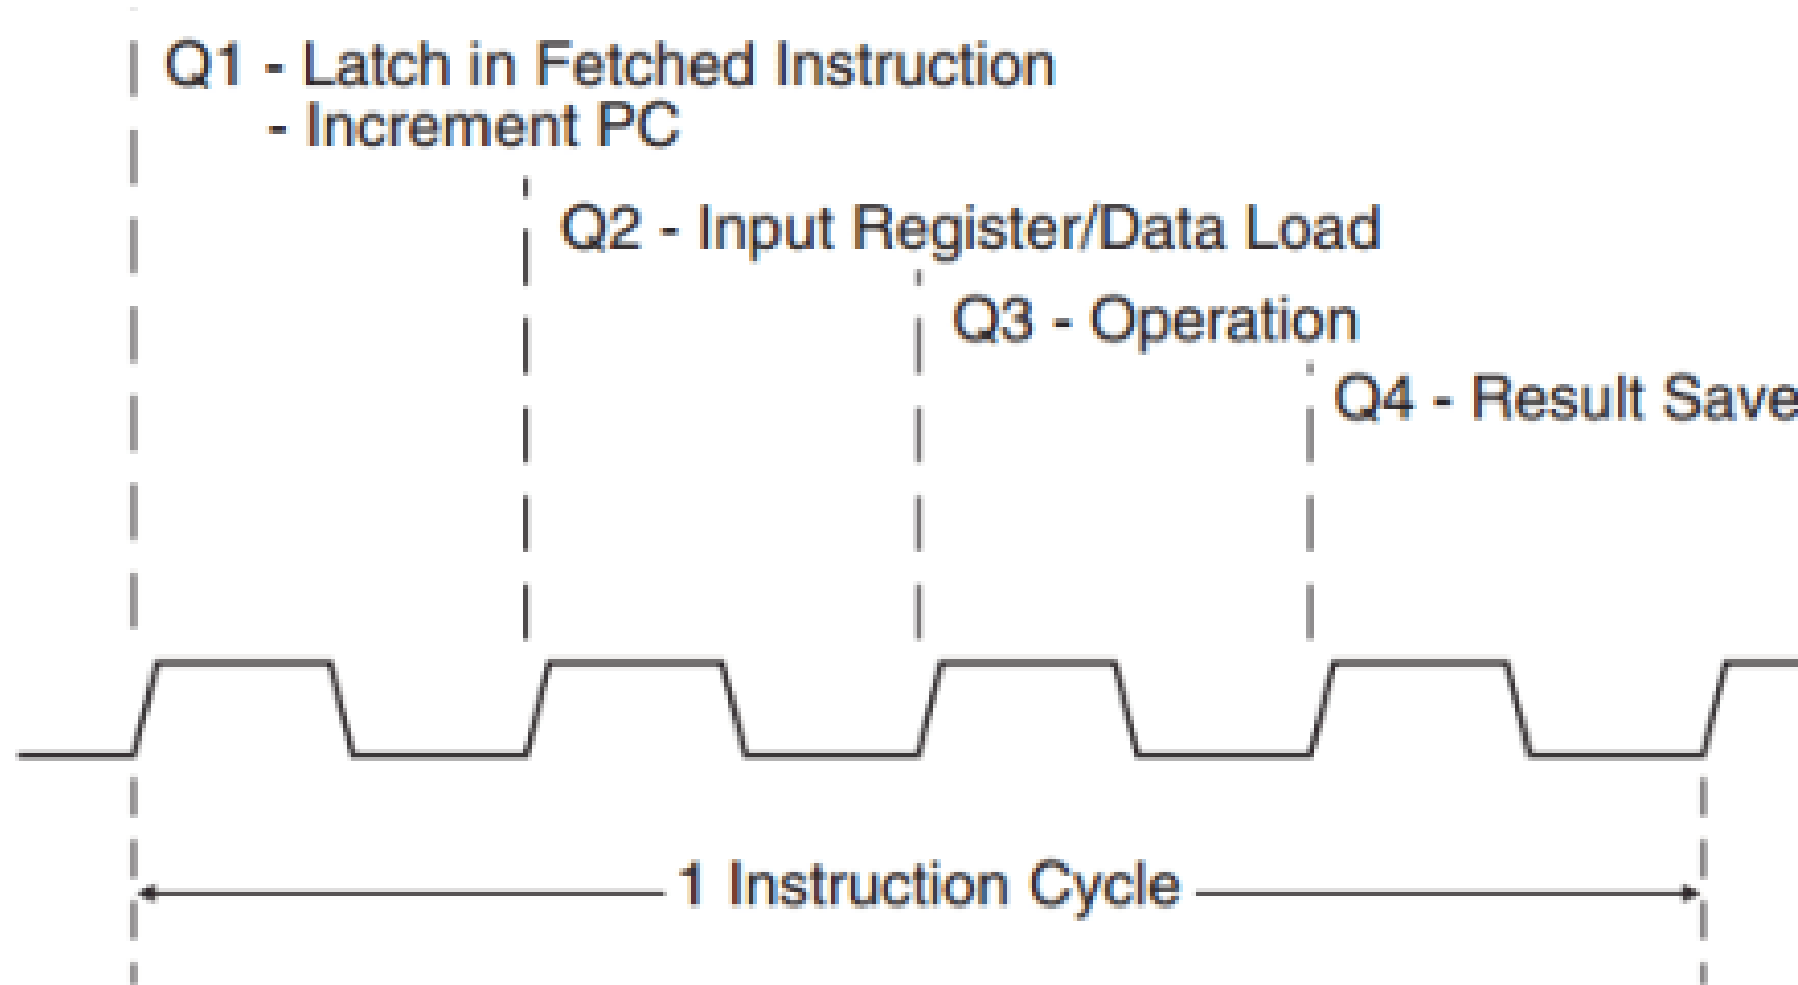 Q1 - Latch in Fetched Instruction
- Increment PC
Q2 - Input Register/Data Load
Q3 - Operation
Q4 - Result Save
1 Instruction Cycle